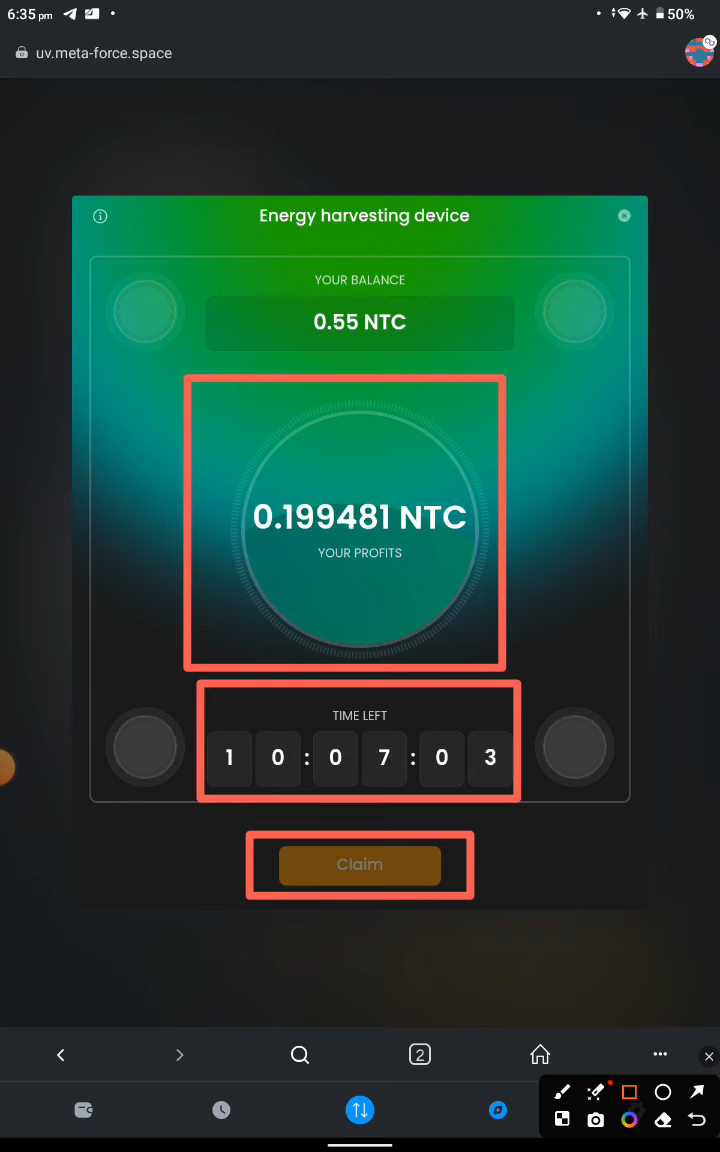 6:35 pm
50%
uv.meta-force.space
Energy harvesting device
YOUR BALANCE
0.55 NTC
0.199481 NTC
YOUR PROFITS
TIME LEFT
1 0 : 0 7 : 0 3
Claim
2